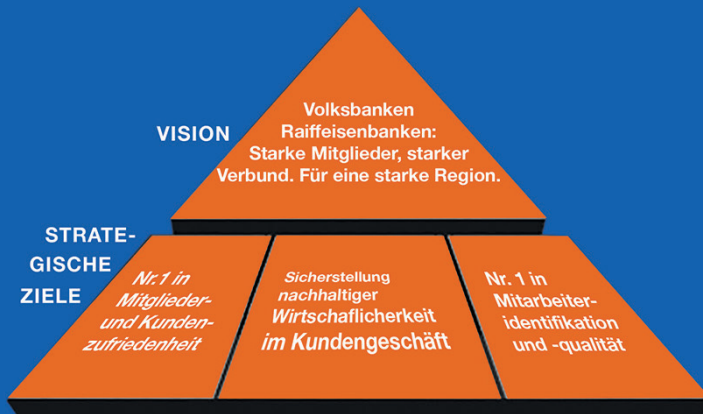 VISION
Volksbanken
Raiffeisenbanken:
Starke Mitglieder, starker
Verbund. Für eine starke Region.
STRATE-
GISCHE
ZIELE
Nr.1 in
Mitglieder-
und Kunden-
zufriedenheit
Sicherstellung
nachhaltiger
Wirtschaflicherkeit
im Kundengeschäft
Nr. 1 in
Mitarbeiter-
identifikation
und -qualität